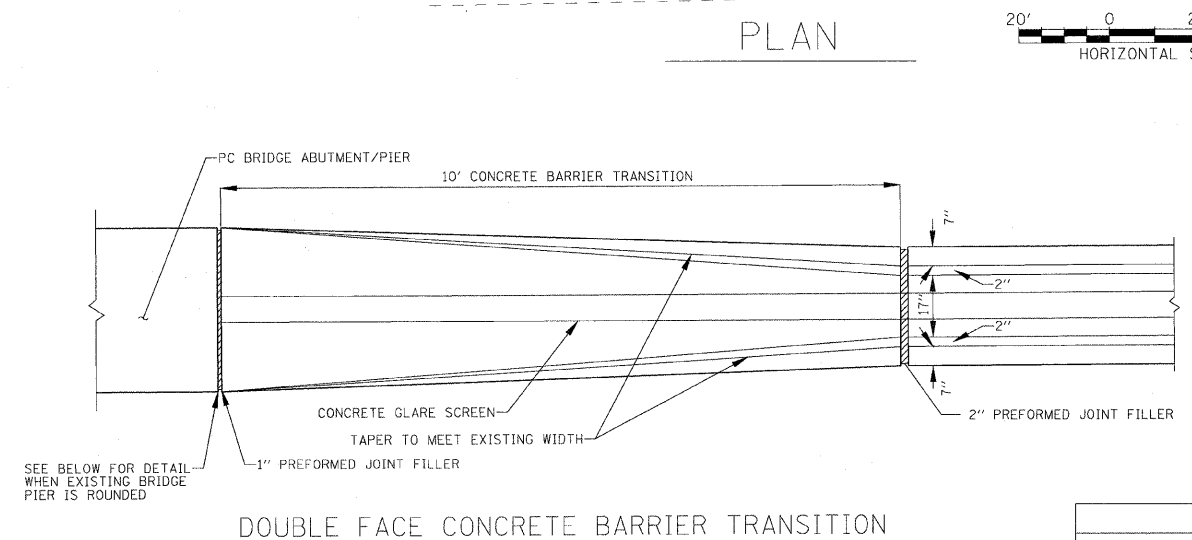 PLAN
20' 0
HORIZONTAL
PC BRIDGE ABUTMENT/PIER
10' CONCRETE BARRIER TRANSITION
7"
2"
17"
2"
7"
CONCRETE GLARE SCREEN
TAPER TO MEET EXISTING WIDTH
2" PREFORMED JOINT FILLER
1" PREFORMED JOINT FILLER
SEE BELOW FOR DETAIL
WHEN EXISTING BRIDGE
PIER IS ROUNDED
DOUBLE FACE CONCRETE BARRIER TRANSITION